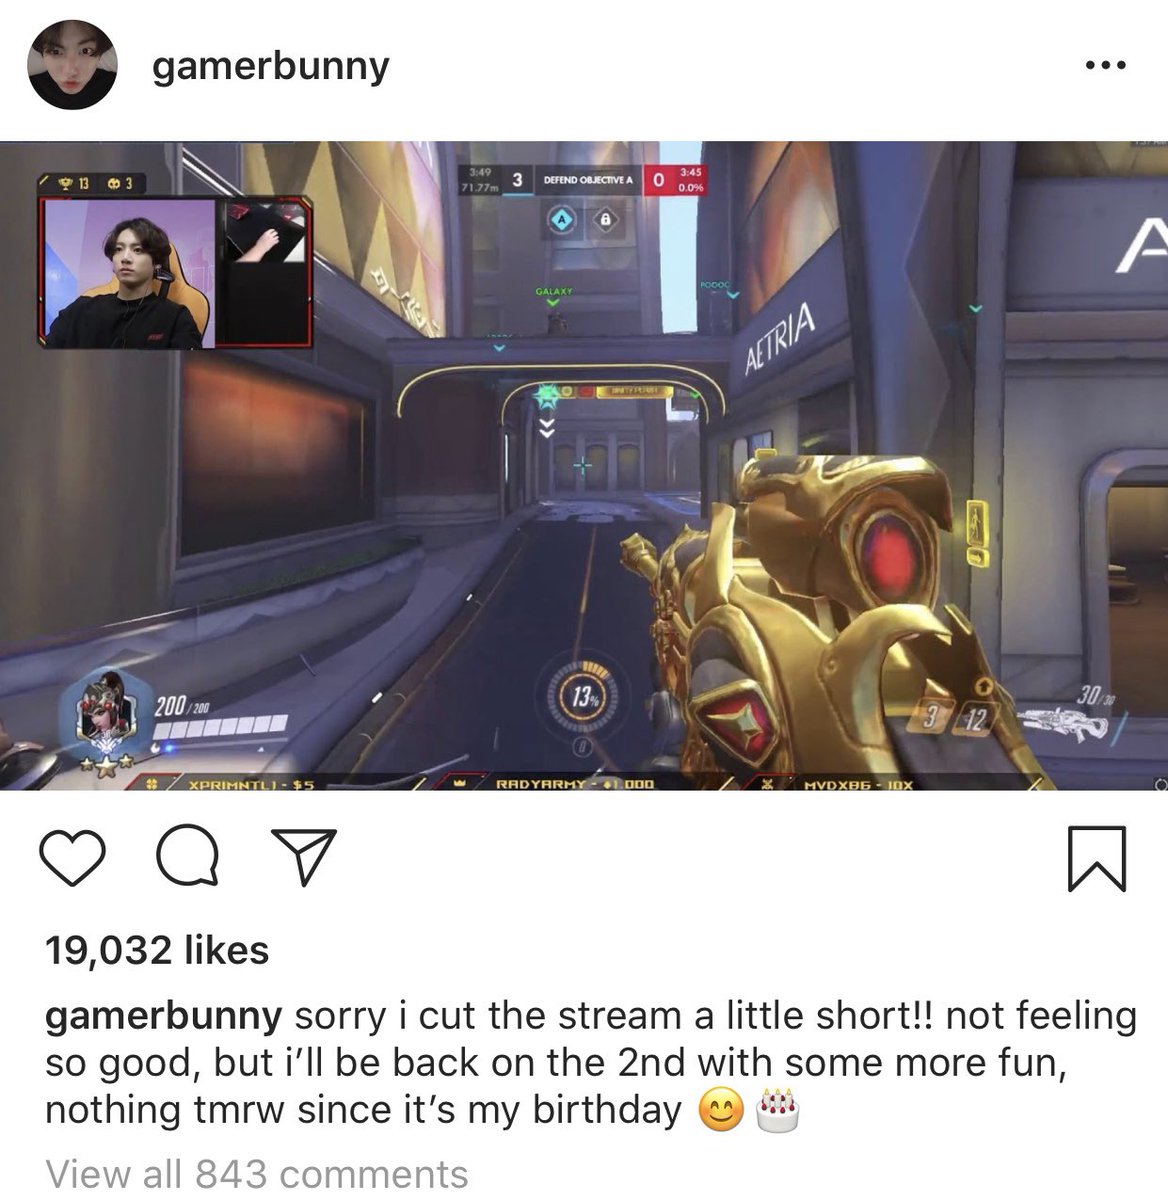 gamerbunny
13
3
3:49
71.77m
3
DEFEND OBJECTIVE A
0
3:45
0.0%
A
GALAXY
AETRIA
A
200/200
13%
3
12
30/30
XPRIMNTL1 - $5
RADYARMY - 1,000
MVDXB6 - 10X
19,032 likes
gamerbunny sorry i cut the stream a little short!! not feeling
so good, but i’ll be back on the 2nd with some more fun,
nothing tmrw since it’s my birthday 😊🎂
View all 843 comments